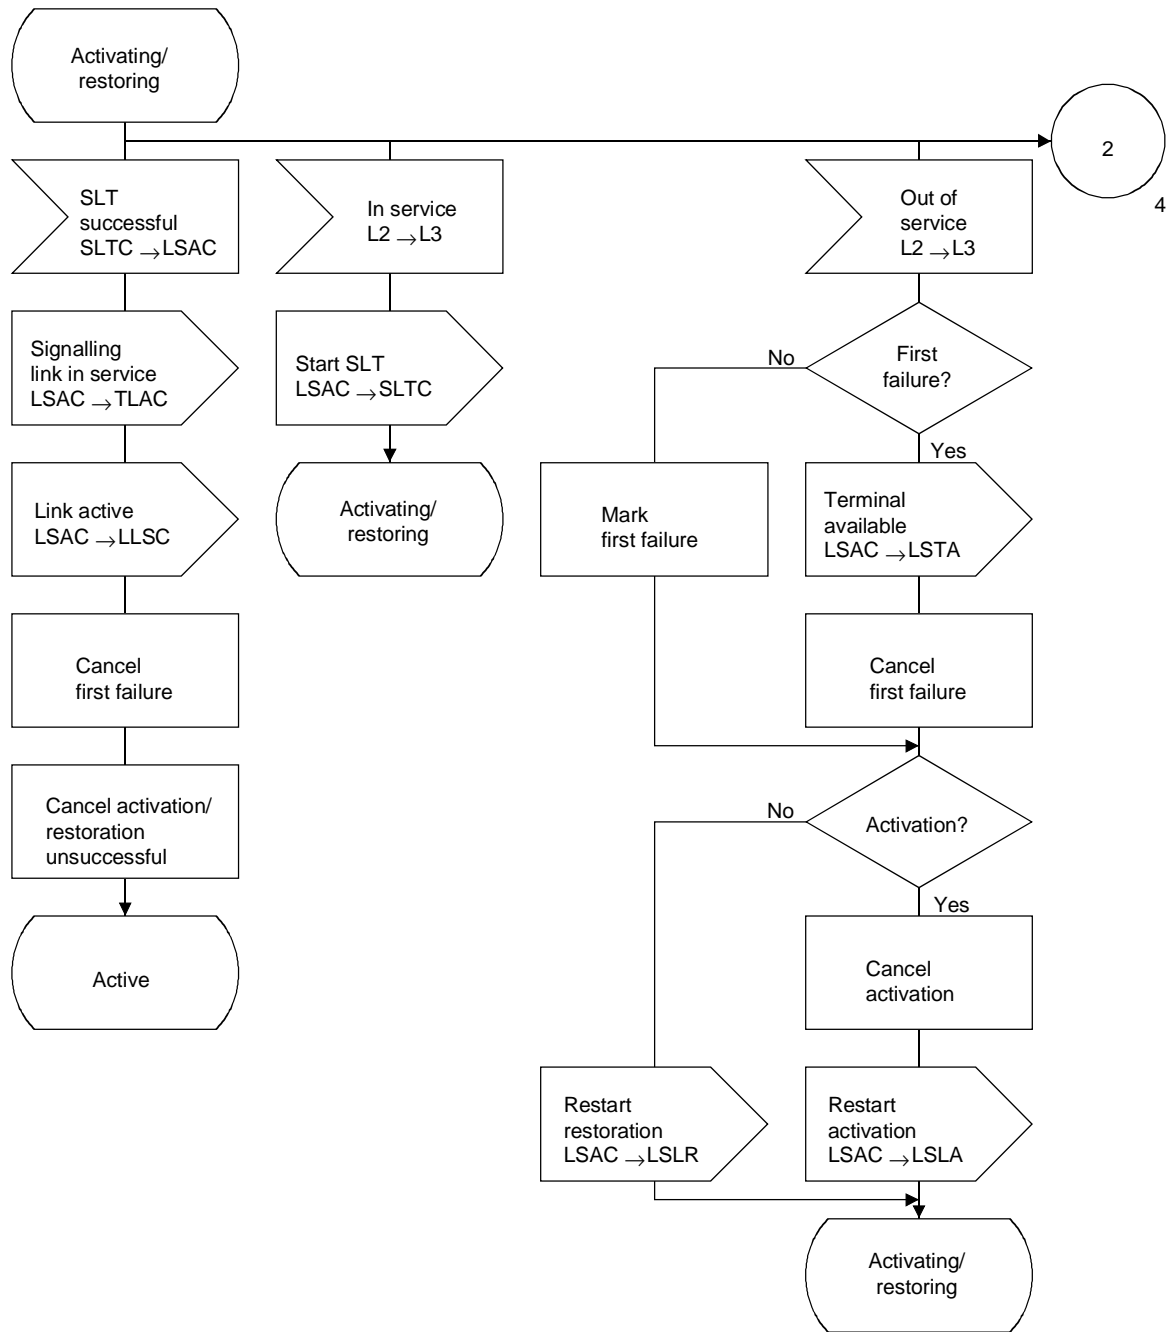 Activating/
restoring
2
4
SLT
successful
SLTC → LSAC
In service
L2 → L3
Out of
service
L2 → L3
Signalling
link in service
LSAC → TLAC
Start SLT
LSAC → SLTC
No
First
failure?
Yes
Link active
LSAC → LLSC
Activating/
restoring
Mark
first failure
Terminal
available
LSAC → LSTA
Cancel
first failure
Cancel
first failure
Cancel activation/
restoration
unsuccessful
No
Activation?
Yes
Active
Cancel
activation
Restart
restoration
LSAC → LSLR
Restart
activation
LSAC → LSLA
Activating/
restoring